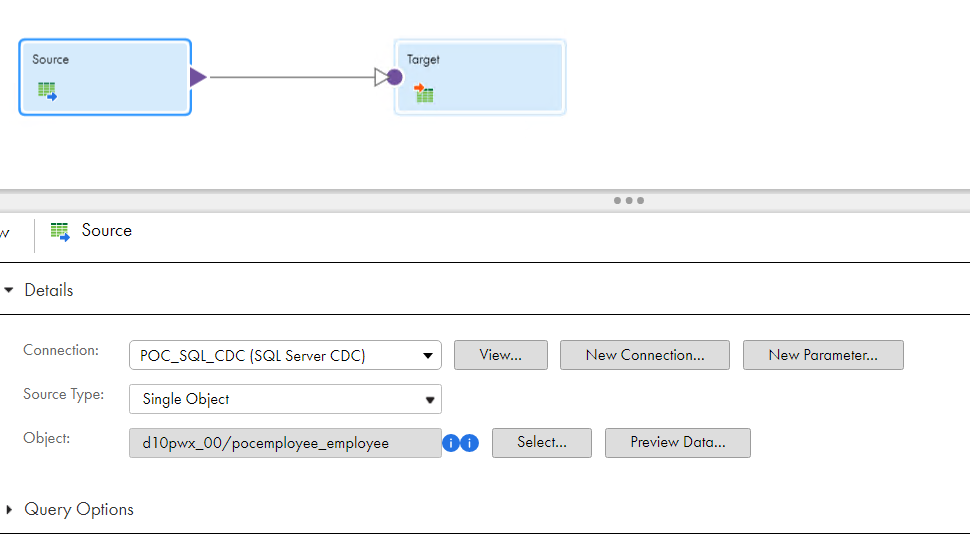 Source
Target
w
Source
Details
Connection:
POC_SQL_CDC (SQL Server CDC)
View...
New Connection...
New Parameter...
Source Type:
Single Object
Object:
d10pwx_00/pocemployee_employee
i i
Select...
Preview Data...
Query Options